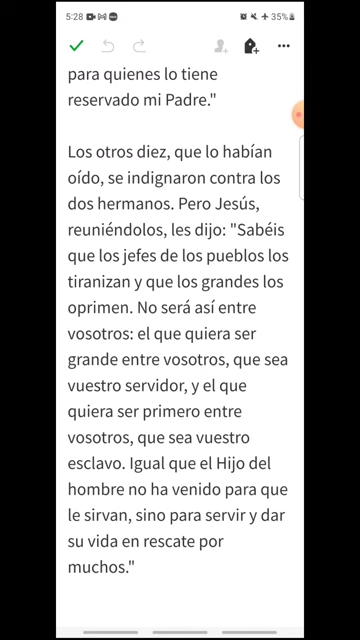 5:28
35%
para quienes lo tiene
reservado mi Padre."
Los otros diez, que lo habían
oído, se indignaron contra los
dos hermanos. Pero Jesús,
reuniéndolos, les dijo: "Sabéis
que los jefes de los pueblos los
tiranizan y que los grandes los
oprimen. No será así entre
vosotros: el que quiera ser
grande entre vosotros, que sea
vuestro servidor, y el que
quiera ser primero entre
vosotros, que sea vuestro
esclavo. Igual que el Hijo del
hombre no ha venido para que
le sirvan, sino para servir y dar
su vida en rescate por
muchos."